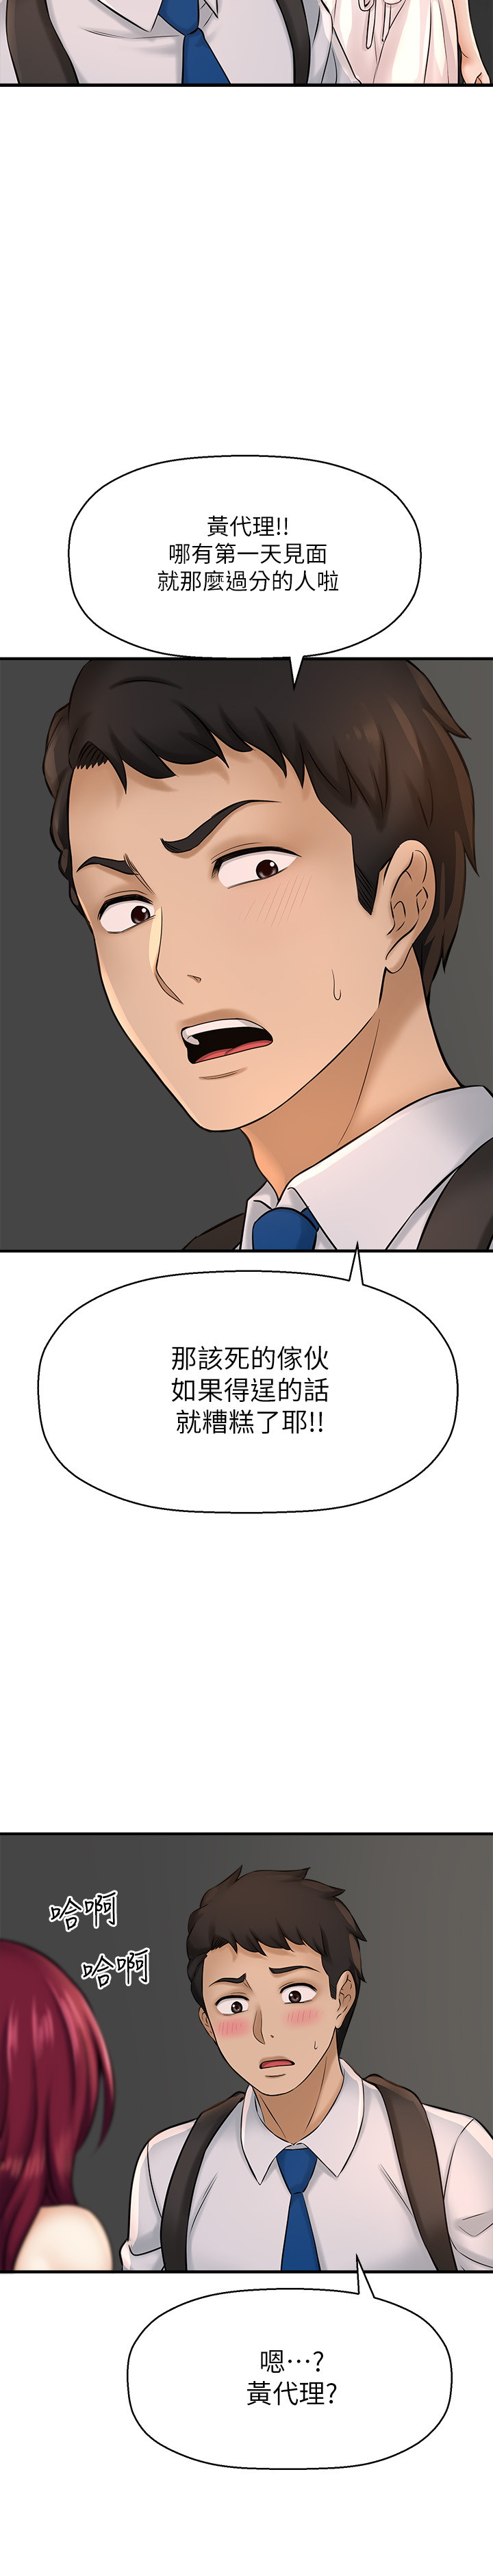 黃代理!!
哪有第一天見面
就那麼過分的人啦
那該死的傢伙
如果得逞的話
就糟糕了耶!!
哈啊
哈啊
嗯⋯?
黃代理?